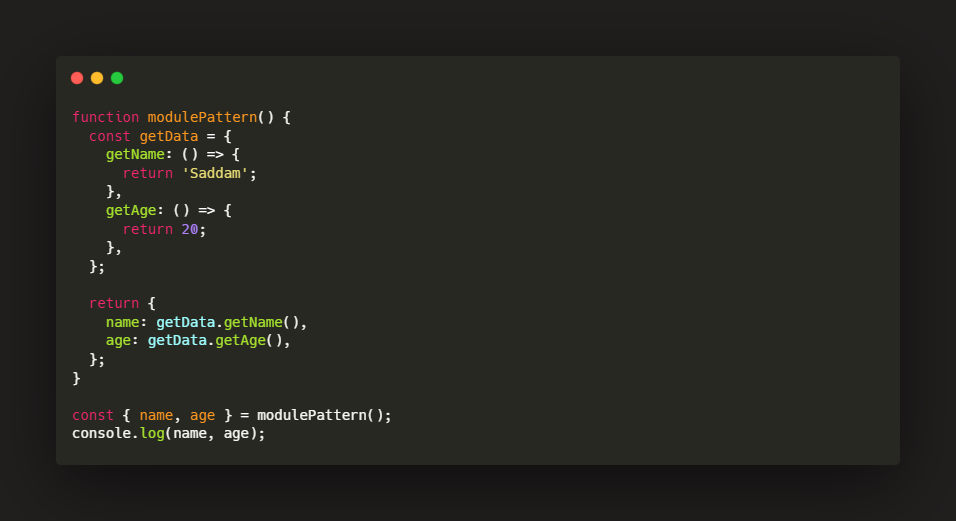 function modulePattern() {
  const getData = {
    getName: () => {
      return 'Saddam';
    },
    getAge: () => {
      return 20;
    },
  };

  return {
    name: getData.getName(),
    age: getData.getAge(),
  };
}

const { name, age } = modulePattern();
console.log(name, age);